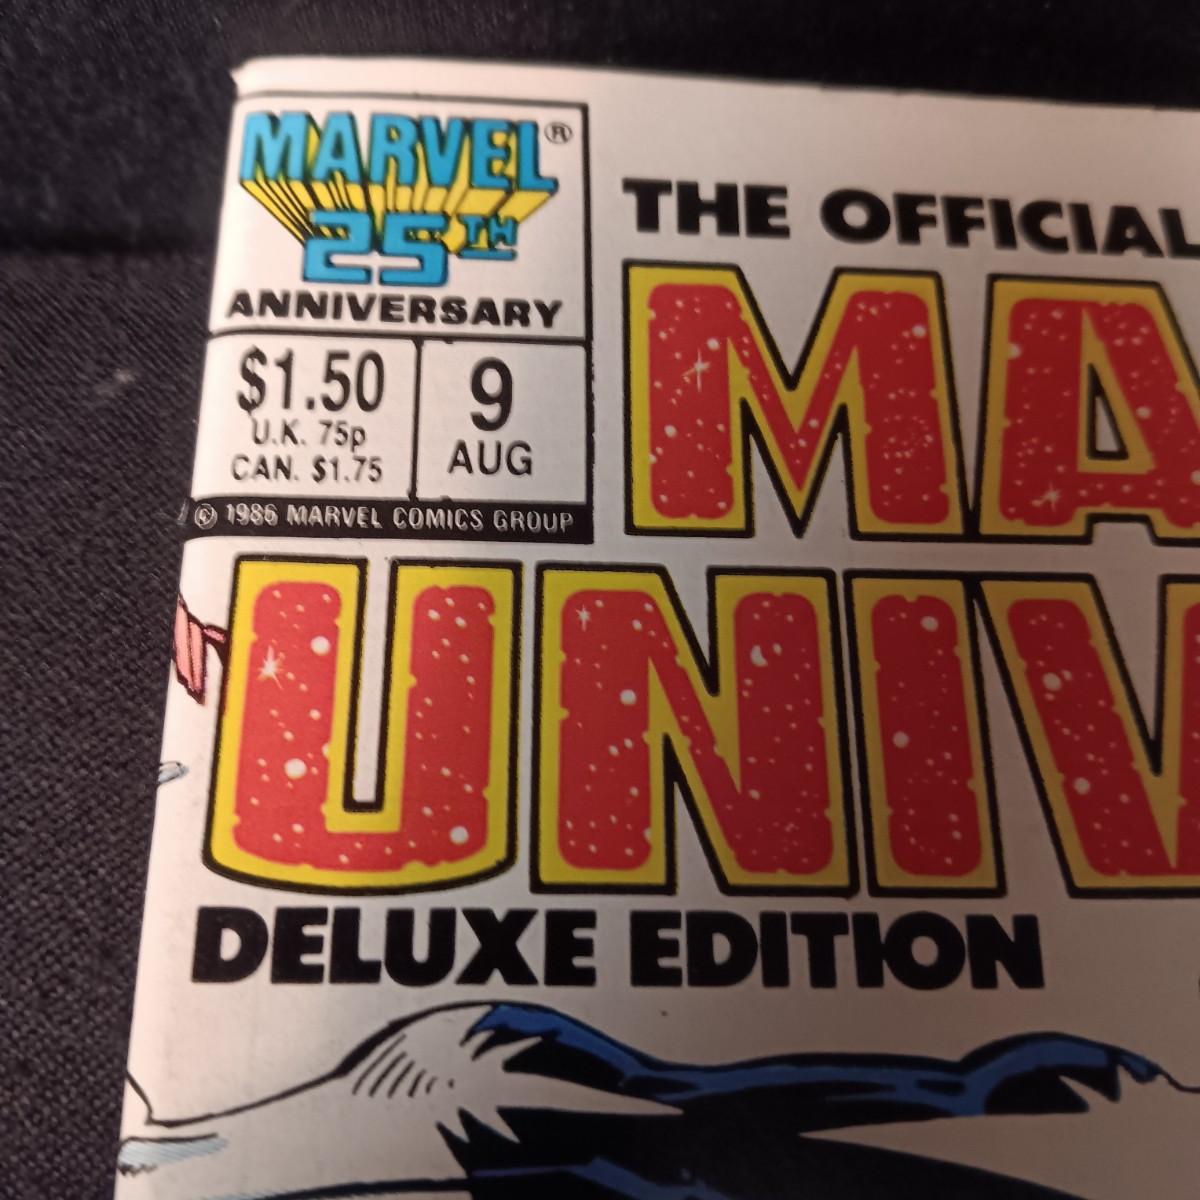 MARVEL®
25TH
ANNIVERSARY
$1.50
U.K. 75p
CAN. $1.75
9
AUG
© 1986 MARVEL COMICS GROUP
THE OFFICIAL
MA
UNIV
DELUXE EDITION